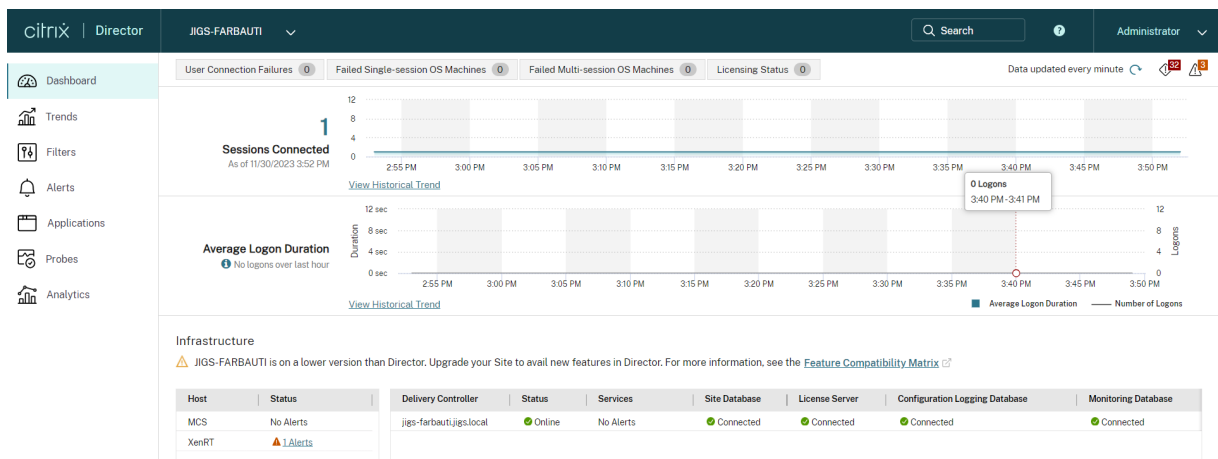 citrix | Director
JIGS-FARBAUTI
Search
?
Administrator
Dashboard
Trends
Filters
Alerts
Applications
Probes
Analytics
User Connection Failures 0
Failed Single-session OS Machines 0
Failed Multi-session OS Machines 0
Licensing Status 0
Data updated every minute
32
3
1
Sessions Connected
As of 11/30/2023 3:52 PM
12
8
4
0
2:55 PM 3:00 PM 3:05 PM 3:10 PM 3:15 PM 3:20 PM 3:25 PM 3:30 PM 3:35 PM 3:40 PM 3:45 PM 3:50 PM
View Historical Trend
0 Logons
3:40 PM-3:41 PM
Average Logon Duration
No logons over last hour
Duration
12 sec
8 sec
4 sec
0 sec
12
8
4
0
Logons
2:55 PM 3:00 PM 3:05 PM 3:10 PM 3:15 PM 3:20 PM 3:25 PM 3:30 PM 3:35 PM 3:40 PM 3:45 PM 3:50 PM
View Historical Trend
Average Logon Duration
Number of Logons
Infrastructure
JIGS-FARBAUTI is on a lower version than Director. Upgrade your Site to avail new features in Director. For more information, see the Feature Compatibility Matrix
Host Status
MCS No Alerts
XenRT 1 Alerts
Delivery Controller Status Services Site Database License Server Configuration Logging Database Monitoring Database
jigs-farbauti.jigs.local Online No Alerts Connected Connected Connected Connected